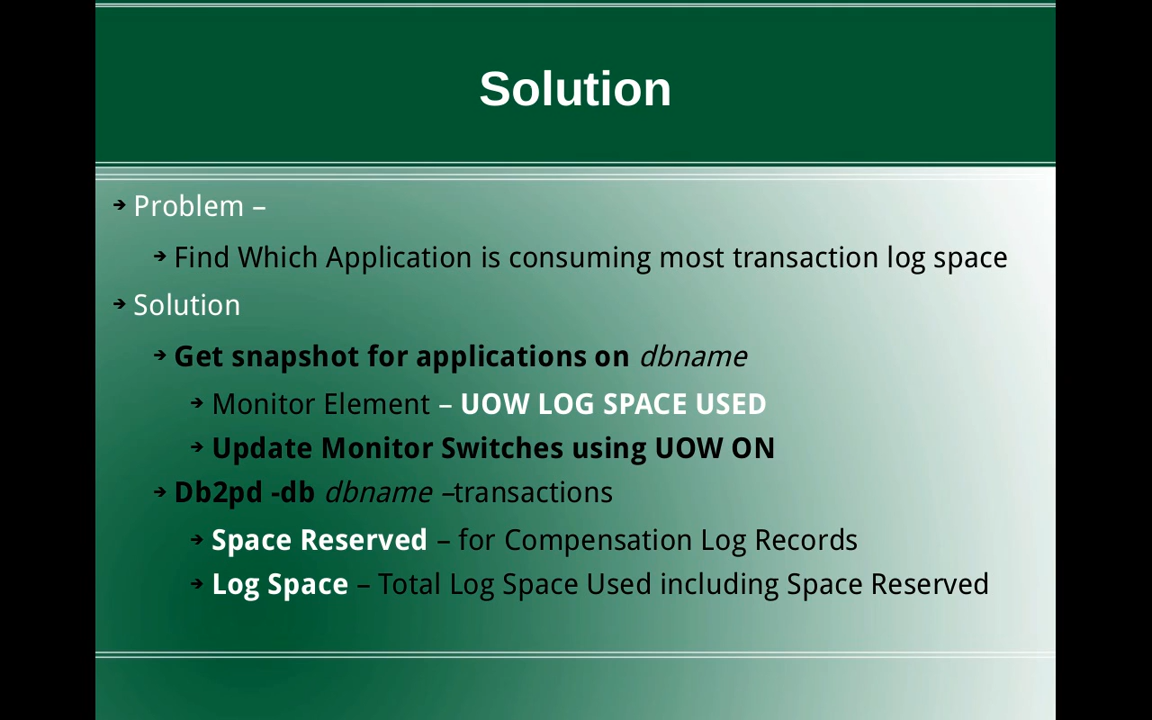 Solution
➔ Problem –
➔ Find Which Application is consuming most transaction log space
➔ Solution
➔ Get snapshot for applications on dbname
➔ Monitor Element – UOW LOG SPACE USED
➔ Update Monitor Switches using UOW ON
➔ Db2pd -db dbname –transactions
➔ Space Reserved – for Compensation Log Records
➔ Log Space – Total Log Space Used including Space Reserved